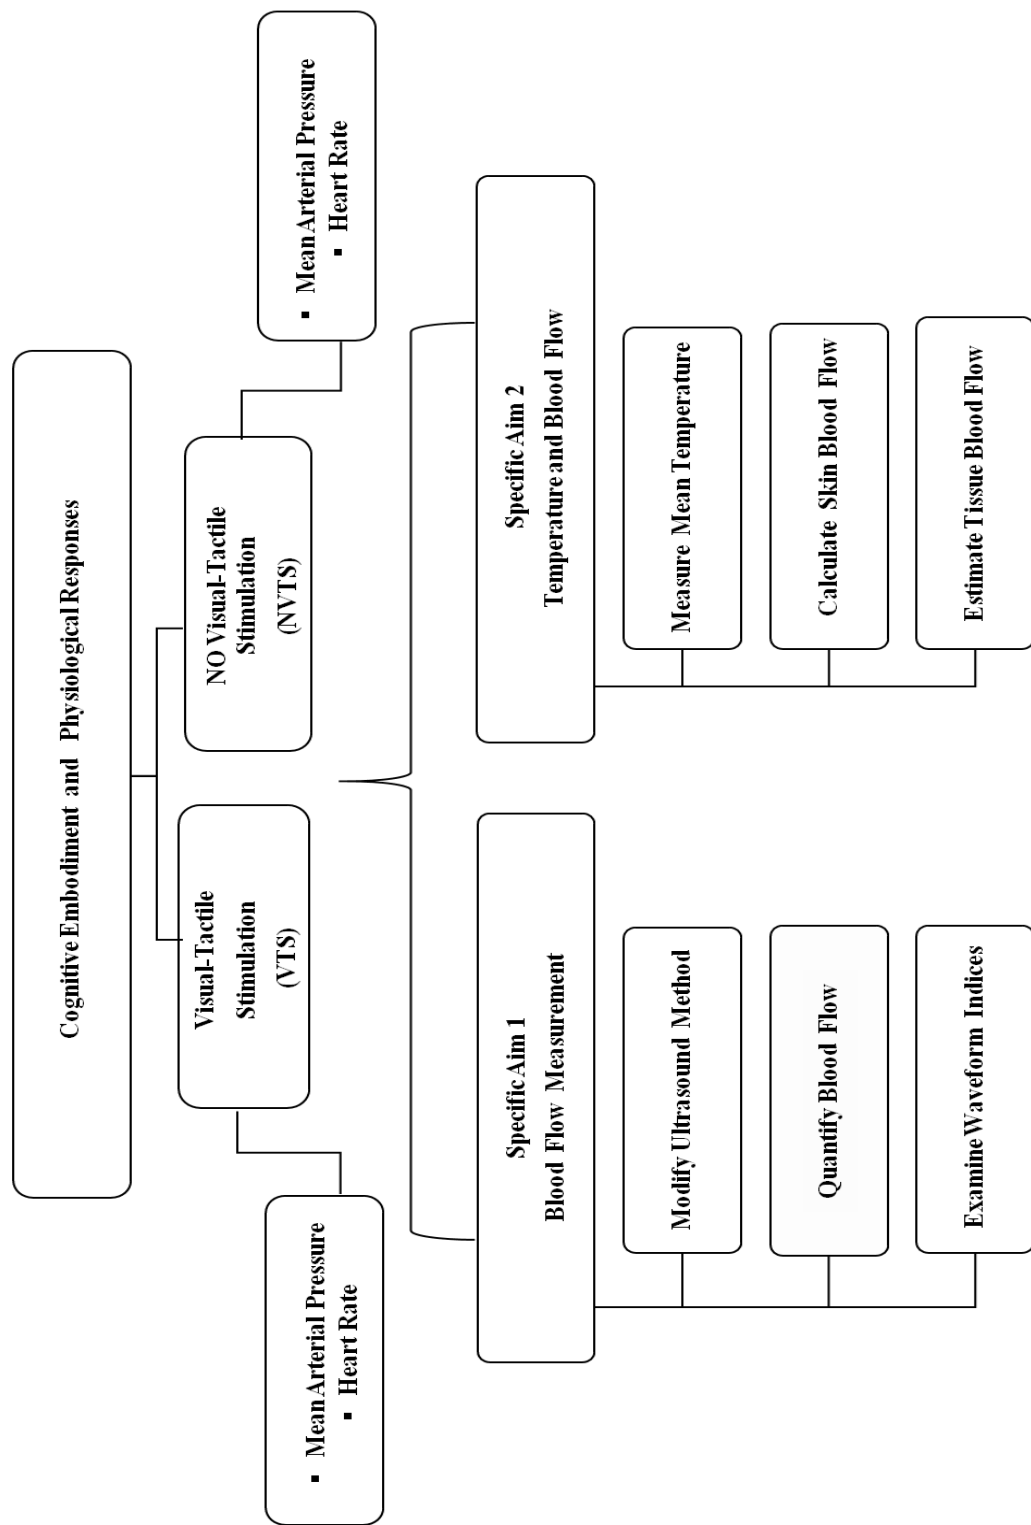 Cognitive Embodiment and Physiological Responses
Visual-Tactile
Stimulation
(VTS)
NO Visual-Tactile
Stimulation
(NVTS)
▪ Mean Arterial Pressure
▪ Heart Rate
▪ Mean Arterial Pressure
▪ Heart Rate
Specific Aim 1
Blood Flow Measurement
Modify Ultrasound Method
Quantify Blood Flow
Examine Waveform Indices
Specific Aim 2
Temperature and Blood Flow
Measure Mean Temperature
Calculate Skin Blood Flow
Estimate Tissue Blood Flow